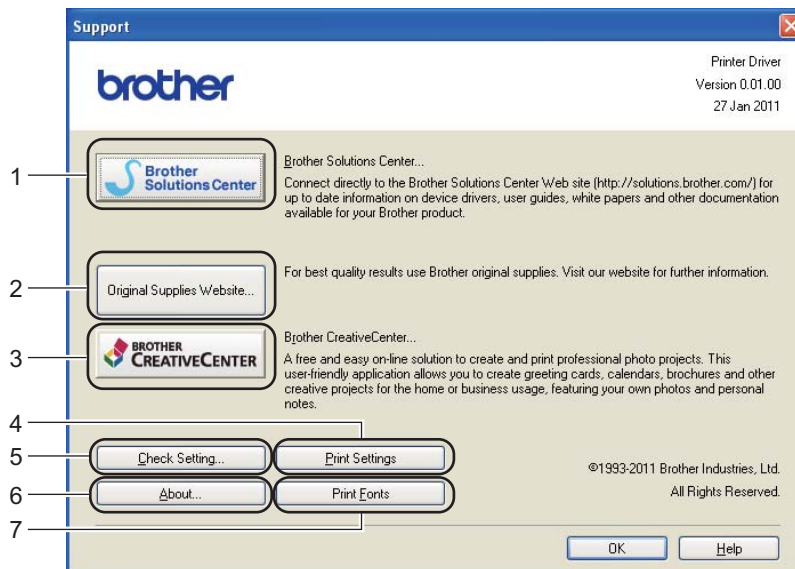 Support
brother
Printer Driver
Version 0.01.00
27 Jan 2011
1
Brother
Solutions Center
Brother Solutions Center...
Connect directly to the Brother Solutions Center Web site (http://solutions.brother.com/) for
up to date information on device drivers, user guides, white papers and other documentation
available for your Brother product.
2
Original Supplies Website...
For best quality results use Brother original supplies. Visit our website for further information.
3
BROTHER
CREATIVECENTER
Brother CreativeCenter...
A free and easy on-line solution to create and print professional photo projects. This
user-friendly application allows you to create greeting cards, calendars, brochures and other
creative projects for the home or business usage, featuring your own photos and personal
notes.
4
5
Check Setting...
Print Settings
6
About...
Print Fonts
7
©1993-2011 Brother Industries, Ltd.
All Rights Reserved.
OK
Help